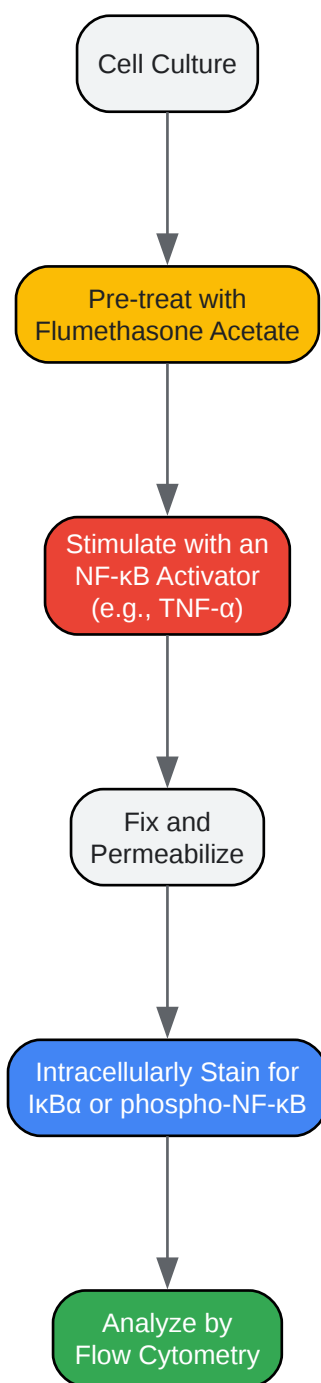 Cell Culture
Pre-treat with
Flumethasone Acetate
Stimulate with an
NF-κB Activator
(e.g., TNF-α)
Fix and
Permeabilize
Intracellularly Stain for
IκBα or phospho-NF-κB
Analyze by
Flow Cytometry